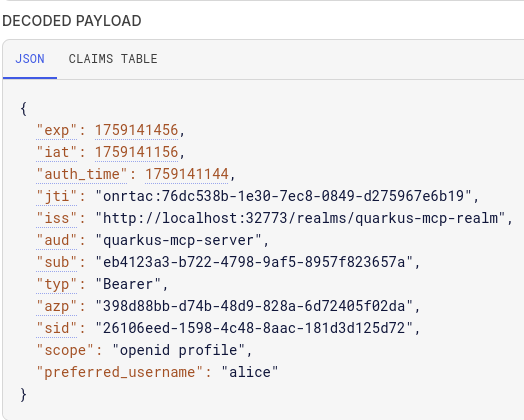 DECODED PAYLOAD
JSON CLAIMS TABLE
{
"exp": 1759141456,
"iat": 1759141156,
"auth_time": 1759141144,
"jti": "onrtac:76dc538b-1e30-7ec8-0849-d275967e6b19",
"iss": "http://localhost:32773/realms/quarkus-mcp-realm",
"aud": "quarkus-mcp-server",
"sub": "eb4123a3-b722-4798-9af5-8957f823657a",
"typ": "Bearer",
"azp": "398d88bb-d74b-48d9-828a-6d72405f02da",
"sid": "26106eed-1598-4c48-8aac-181d3d125d72",
"scope": "openid profile",
"preferred_username": "alice"
}